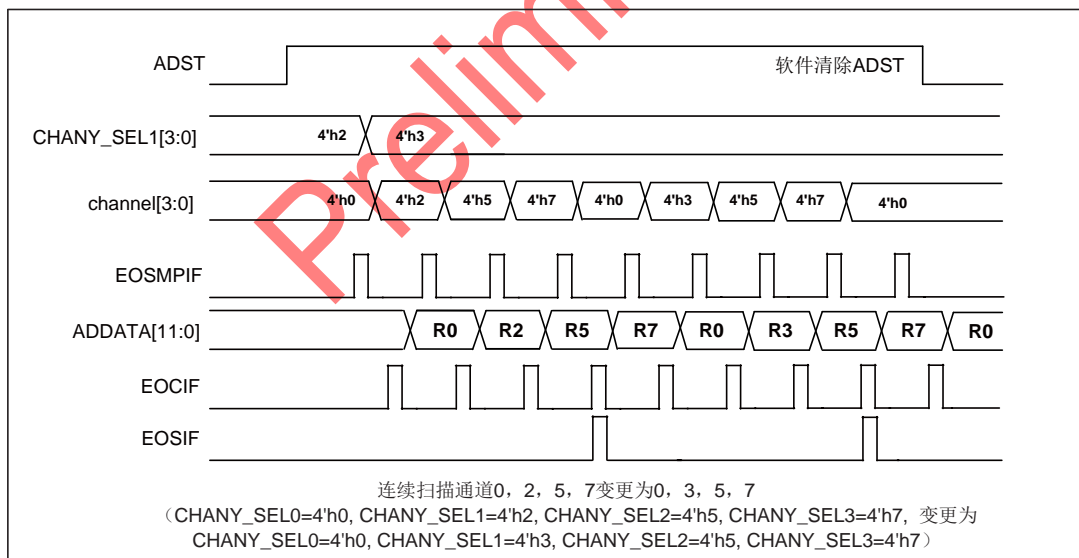 Prelim
ADST
软件清除ADST
CHANY_SEL1[3:0] 4'h2 4'h3
channel[3:0] 4'h0 4'h2 4'h5 4'h7 4'h0 4'h3 4'h5 4'h7 4'h0
EOSMPIF
ADDATA[11:0] R0 R2 R5 R7 R0 R3 R5 R7 R0
EOCIF
EOSIF
连续扫描通道0，2，5，7变更为0，3，5，7
（CHANY_SEL0=4'h0, CHANY_SEL1=4'h2, CHANY_SEL2=4'h5, CHANY_SEL3=4'h7, 变更为
CHANY_SEL0=4'h0, CHANY_SEL1=4'h3, CHANY_SEL2=4'h5, CHANY_SEL3=4'h7）